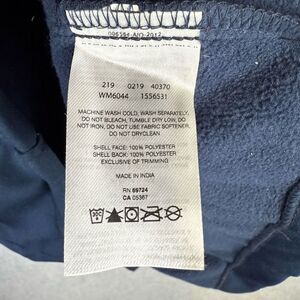 219 0219 40370
WM6044 1556531
MACHINE WASH COLD, WASH SEPARATELY,
DO NOT BLEACH, TUMBLE DRY LOW, DO
NOT IRON, DO NOT USE FABRIC SOFTENER,
DO NOT DRYCLEAN
SHELL FACE: 100% POLYESTER
SHELL BACK: 100% POLYESTER
EXCLUSIVE OF TRIMMING
MADE IN INDIA
RN 69724
CA 05367